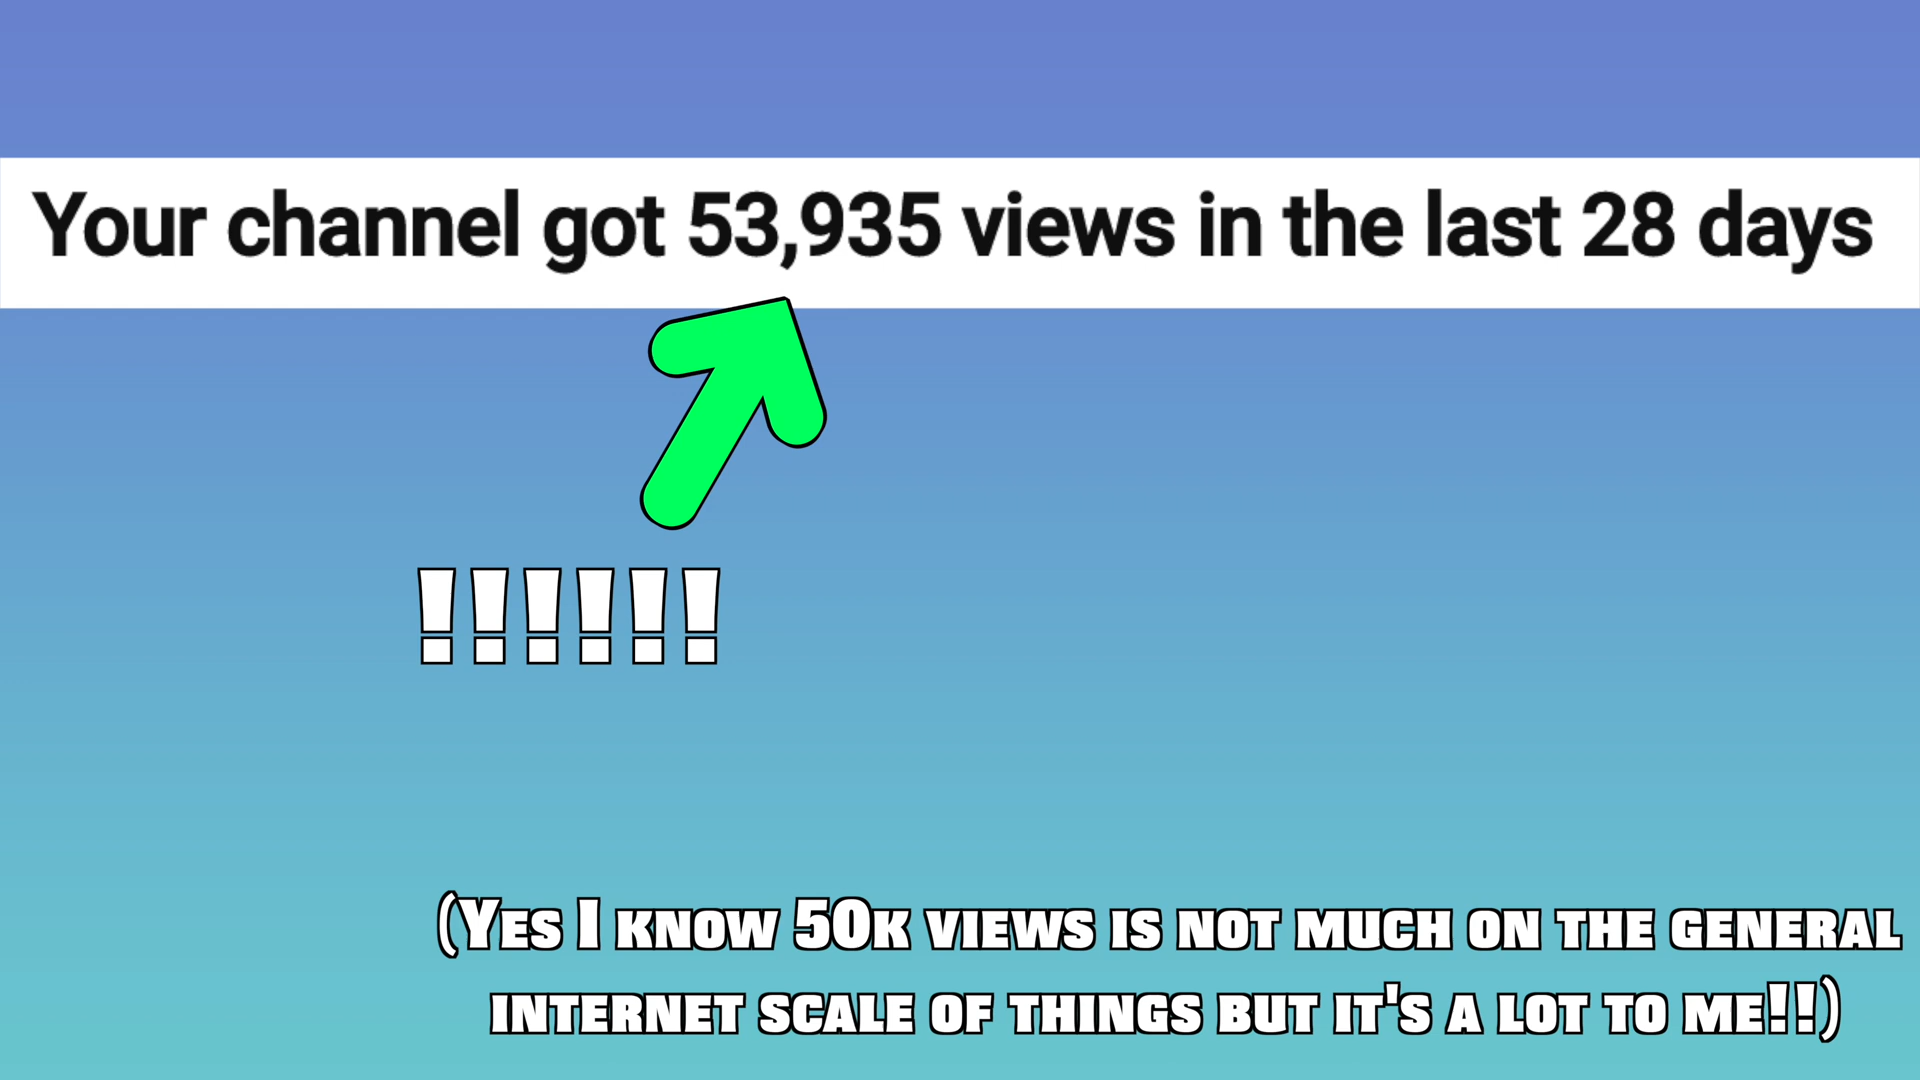 Your channel got 53,935 views in the last 28 days
!!!!!!
(Yes I know 50k views is not much on the general
internet scale of things but it's a lot to me!!)